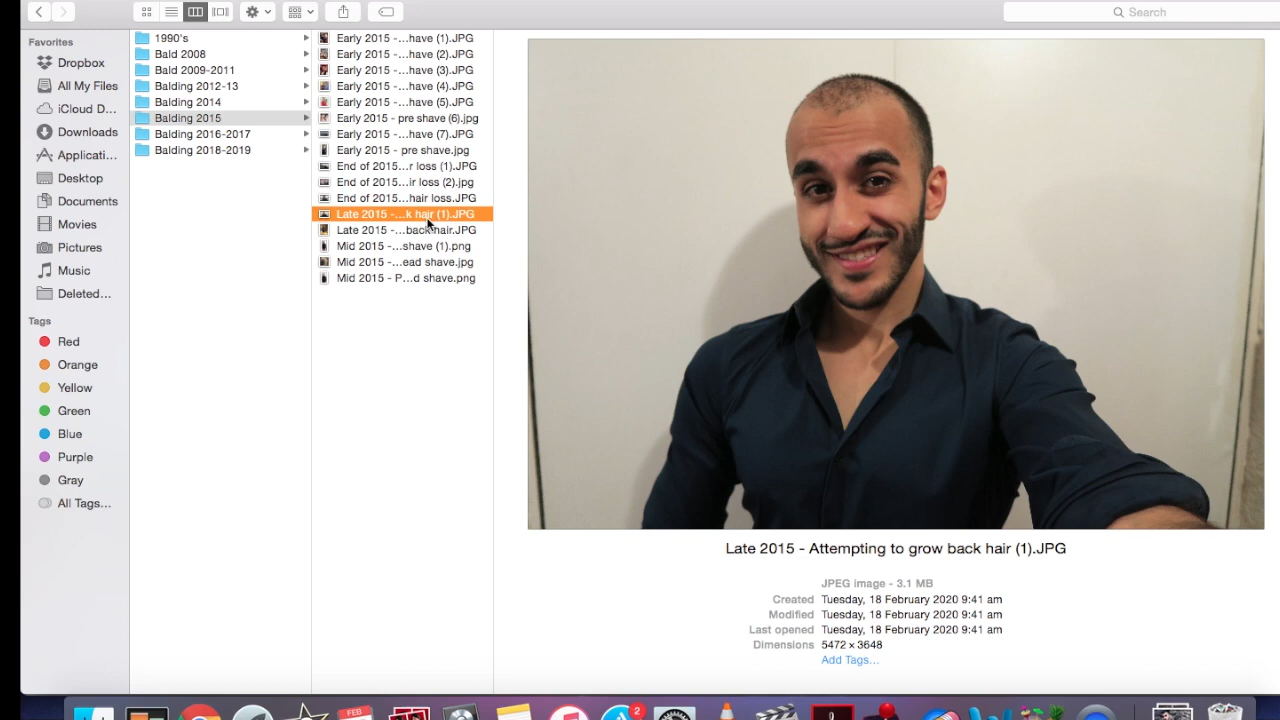 Search
Favorites
Dropbox
All My Files
iCloud D...
Downloads
Applicati...
Desktop
Documents
Movies
Pictures
Music
Deleted...
Tags
Red
Orange
Yellow
Green
Blue
Purple
Gray
All Tags...
1990's
Bald 2008
Bald 2009-2011
Balding 2012-13
Balding 2014
Balding 2015
Balding 2016-2017
Balding 2018-2019
Early 2015 -...have (1).JPG
Early 2015 -...have (2).JPG
Early 2015 -...have (3).JPG
Early 2015 -...have (4).JPG
Early 2015 -...have (5).JPG
Early 2015 - pre shave (6).jpg
Early 2015 -...have (7).JPG
Early 2015 - pre shave.jpg
End of 2015...r loss (1).JPG
End of 2015...ir loss (2).jpg
End of 2015...hair loss.JPG
Late 2015 -...k hair (1).JPG
Late 2015 -...back hair.JPG
Mid 2015 -...shave (1).png
Mid 2015 -...ead shave.jpg
Mid 2015 - P...d shave.png
Late 2015 - Attempting to grow back hair (1).JPG
JPEG image - 3.1 MB
Created Tuesday, 18 February 2020 9:41 am
Modified Tuesday, 18 February 2020 9:41 am
Last opened Tuesday, 18 February 2020 9:41 am
Dimensions 5472 × 3648
Add Tags...
FEB
2